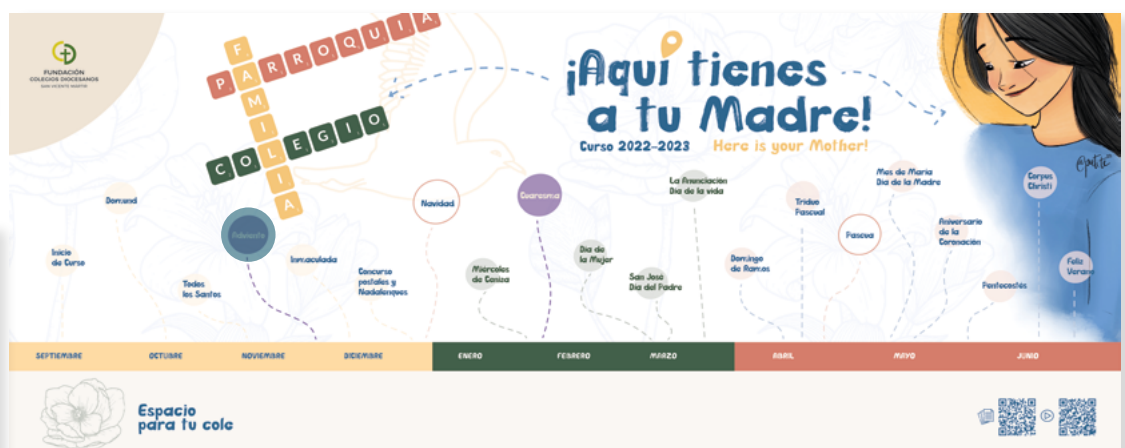 FUNDACIÓN
COLEGIOS DIOCESANOS
SAN VICENTE MÁRTIR
PARROQUIA
FAMILIA
COLEGIO
¡Aquí tienes
a tu Madre!
Curso 2022-2023 Here is your Mother!
Inicio
de Curso
Domund
Todos
los Santos
Adviento
Inmaculada
Concurso
postales y
Nadalenques
Navidad
Miércoles
de Ceniza
Cuaresma
Día de
la Mujer
San José
Día del Padre
La Anunciación
Día de la vida
Domingo
de Ramos
Triduo
Pascual
Pascua
Mes de María
Día de la Madre
Aniversario
de la
Coronación
Pentecostés
Corpus
Christi
Feliz
Verano
SEPTIEMBRE OCTUBRE NOVIEMBRE DICIEMBRE ENERO FEBRERO MARZO ABRIL MAYO JUNIO
Espacio
para tu cole